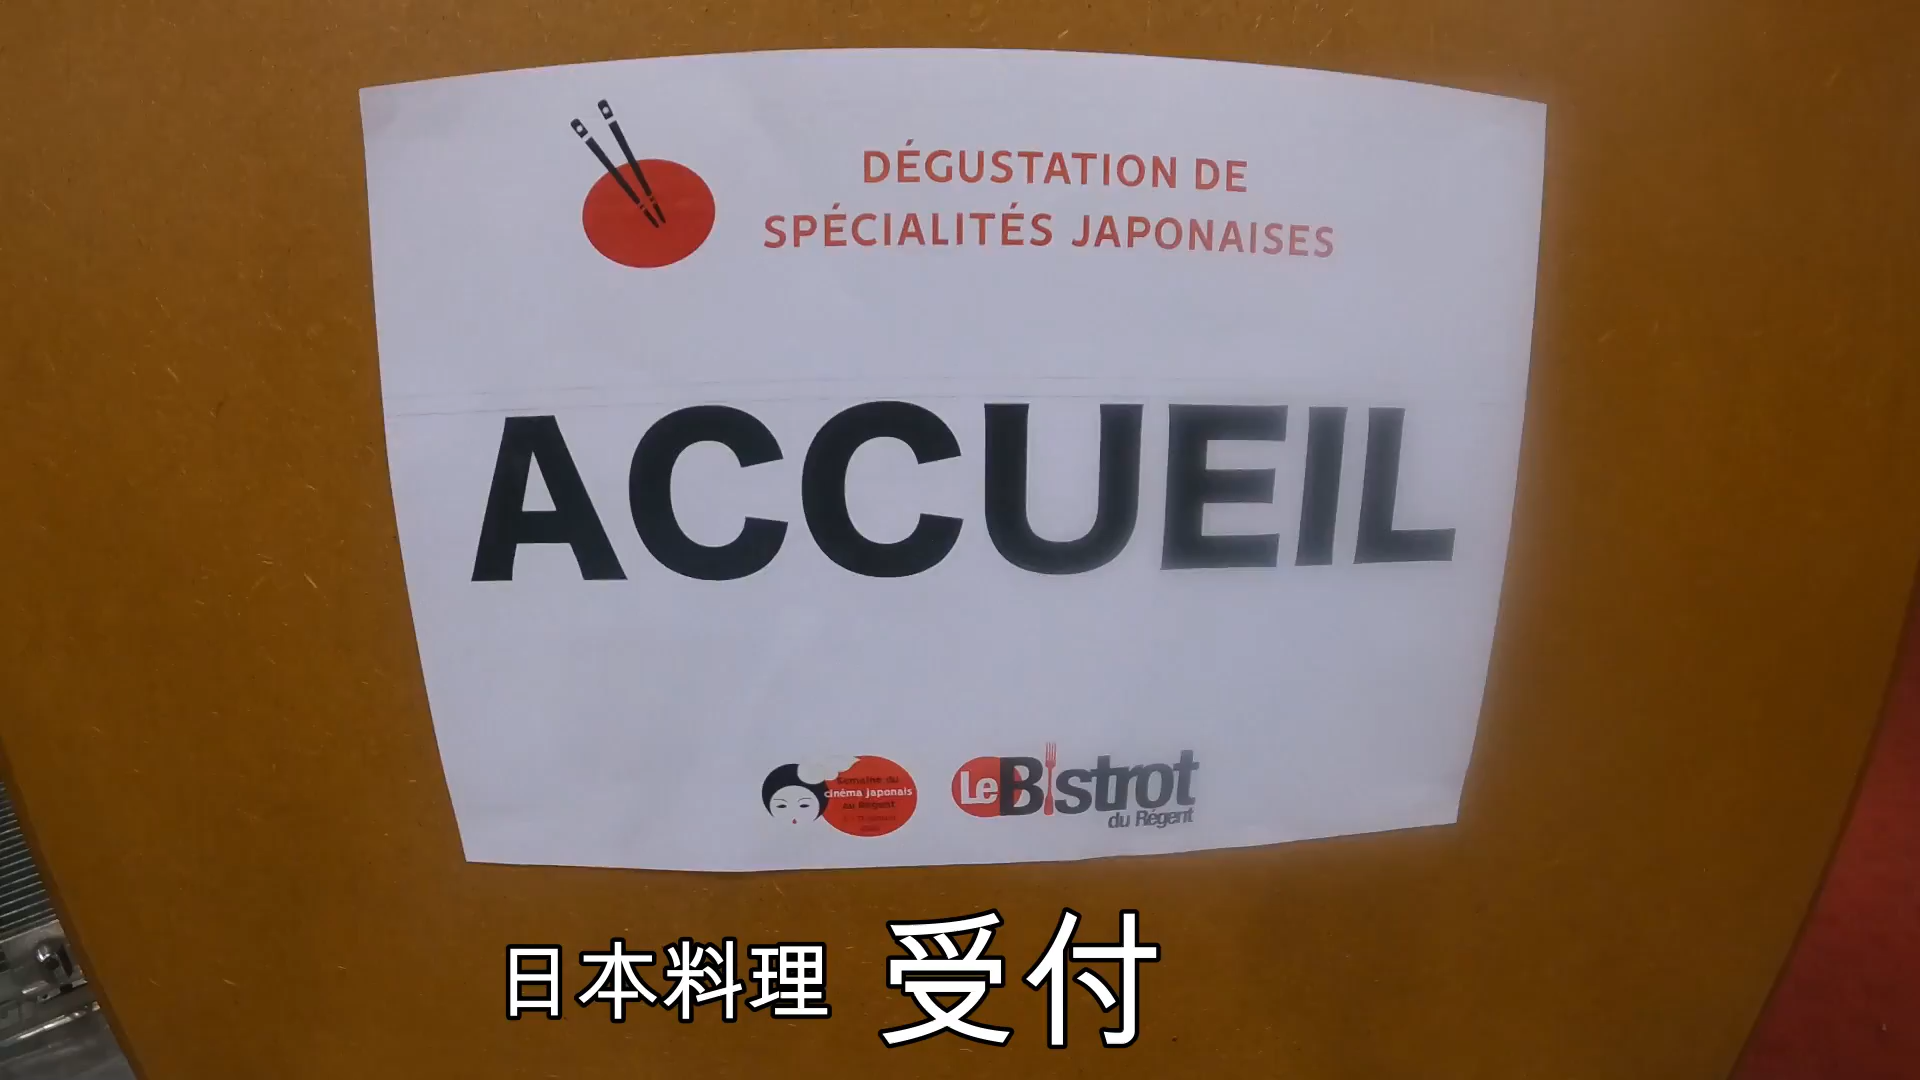 DÉGUSTATION DE
SPÉCIALITÉS JAPONAISES
ACCUEIL
Semaine du
cinéma japonais
au Régent
Le Bistrot
du Régent
日本料理 受付